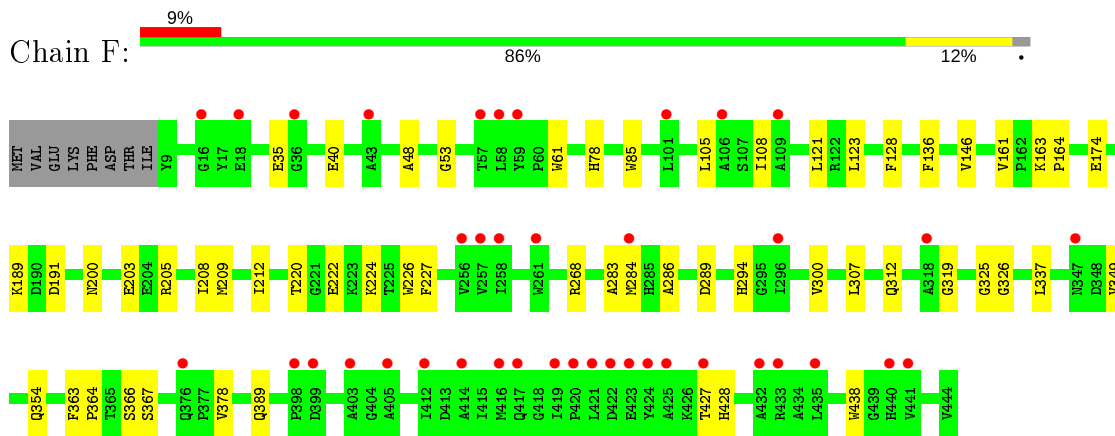 9%
Chain F:
86% 12% •
MET VAL GLU LYS PHE ASP THR ILE Y9 G16 Y17 E18 E35 G36 E40 A43 A48 G53 T57 L58 Y59 P60 W61 H78 W85 L101 L105 A106 S107 I108 A109 L121 R122 L123 F128 F136 V146 V161 P162 K163 P164 E174
K189 D190 D191 N200 E203 E204 R205 I208 M209 I212 T220 G221 E222 K223 K224 T225 W226 F227 V256 V257 I258 W261 R268 A283 M284 H285 A286 D289 H294 G295 I296 V300 L307 Q312 A318 G319 G325 G326 L337 N347 D348 V349
Q354 F363 P364 T365 S366 S367 Q376 P377 V378 Q389 P398 D399 A403 G404 A405 I412 D413 A414 I415 M416 Q417 G418 I419 P420 L421 D422 E423 Y424 A425 K426 T427 H428 A432 R433 A434 L435 W438 G439 H440 V441 V444